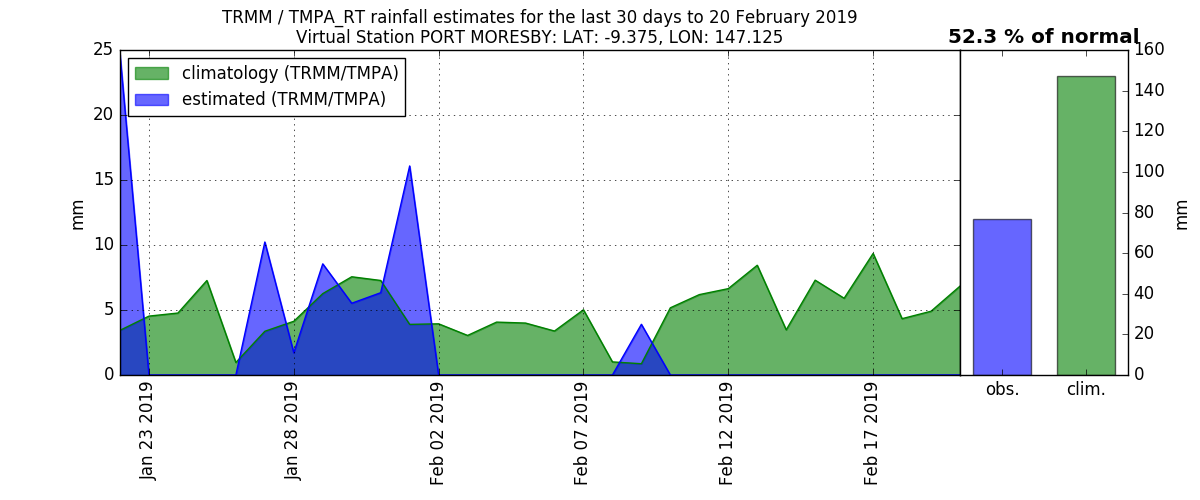 TRMM / TMPA_RT rainfall estimates for the last 30 days to 20 February 2019
Virtual Station PORT MORESBY: LAT: -9.375, LON: 147.125
52.3 % of normal
climatology (TRMM/TMPA)
estimated (TRMM/TMPA)
mm
25
20
15
10
5
0
Jan 23 2019
Jan 28 2019
Feb 02 2019
Feb 07 2019
Feb 12 2019
Feb 17 2019
obs.
clim.
160
140
120
100
80
60
40
20
0
mm